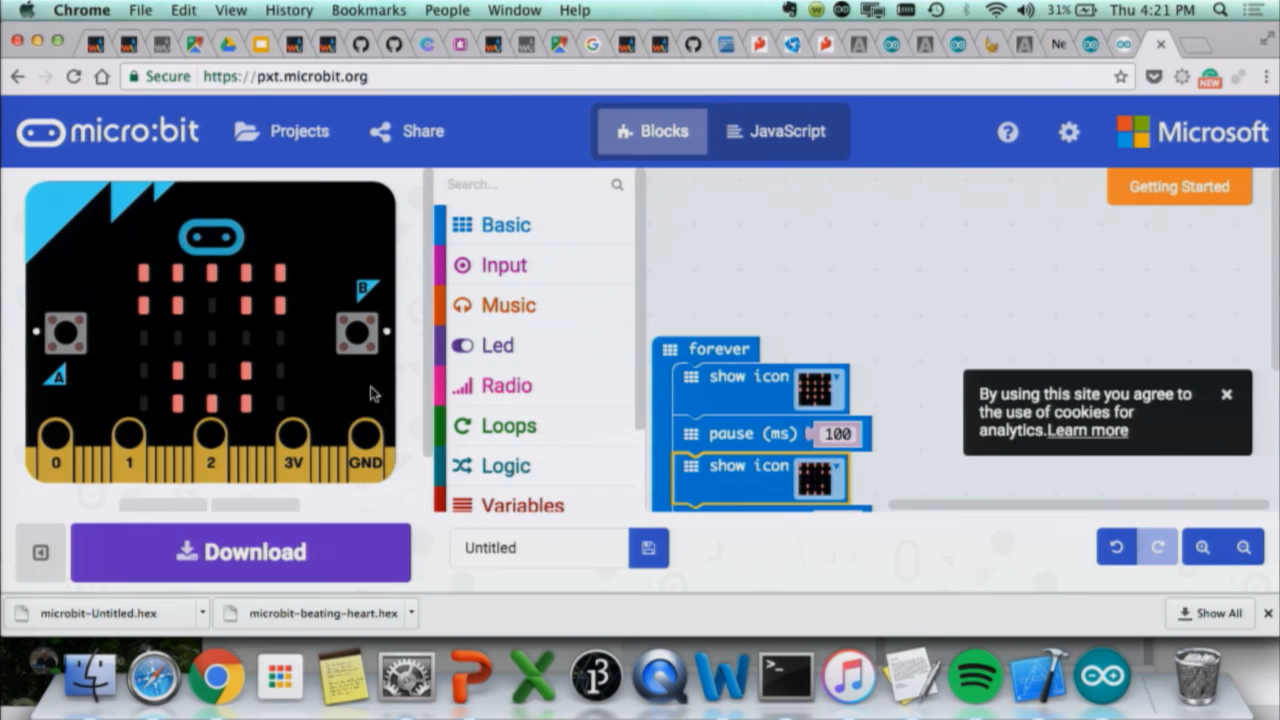 Chrome File Edit View History Bookmarks People Window Help 31% Thu 4:21 PM
Ne
Secure https://pxt.microbit.org NEW
micro:bit Projects Share Blocks JavaScript ? Microsoft
Search...
Getting Started
Basic
Input
Music
Led
Radio
Loops
Logic
Variables
B
A
0 1 2 3V GND
forever
show icon
pause (ms) 100
show icon
By using this site you agree to
the use of cookies for
analytics.Learn more
Download
Untitled
microbit-Untitled.hex microbit-beating-heart.hex Show All